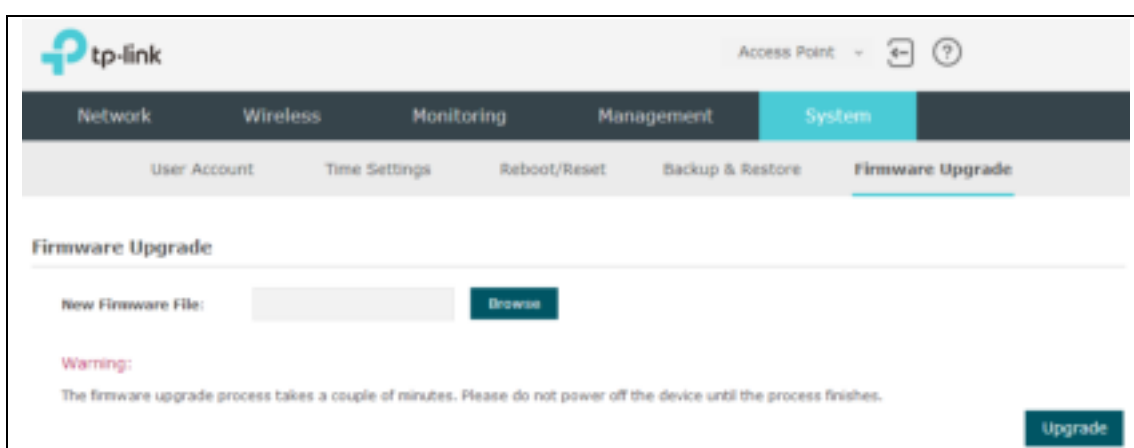 tp-link
Access Point
Network Wireless Monitoring Management System
User Account Time Settings Reboot/Reset Backup & Restore Firmware Upgrade
Firmware Upgrade
New Firmware File: Browse
Warning:
The firmware upgrade process takes a couple of minutes. Please do not power off the device until the process finishes.
Upgrade